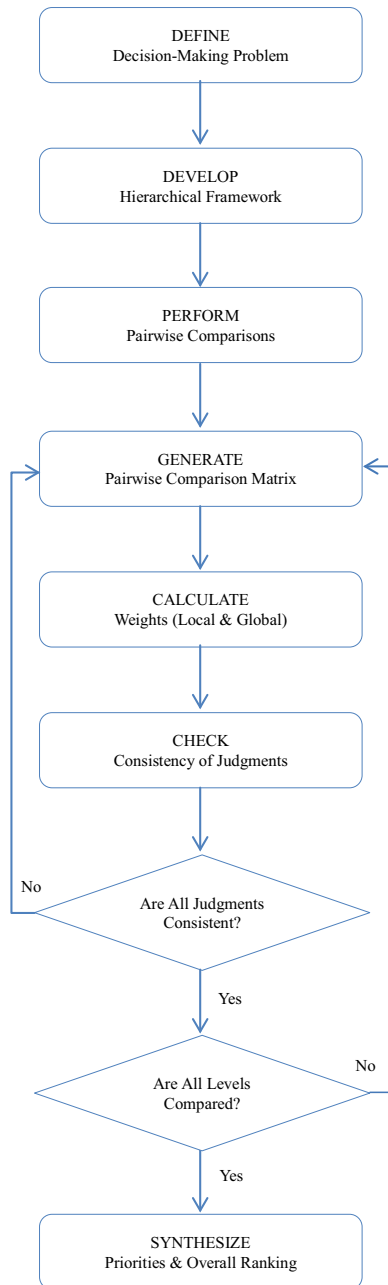 DEFINE
Decision-Making Problem
DEVELOP
Hierarchical Framework
PERFORM
Pairwise Comparisons
GENERATE
Pairwise Comparison Matrix
CALCULATE
Weights (Local & Global)
CHECK
Consistency of Judgments
No
Are All Judgments
Consistent?
Yes
Are All Levels
Compared?
No
Yes
SYNTHESIZE
Priorities & Overall Ranking